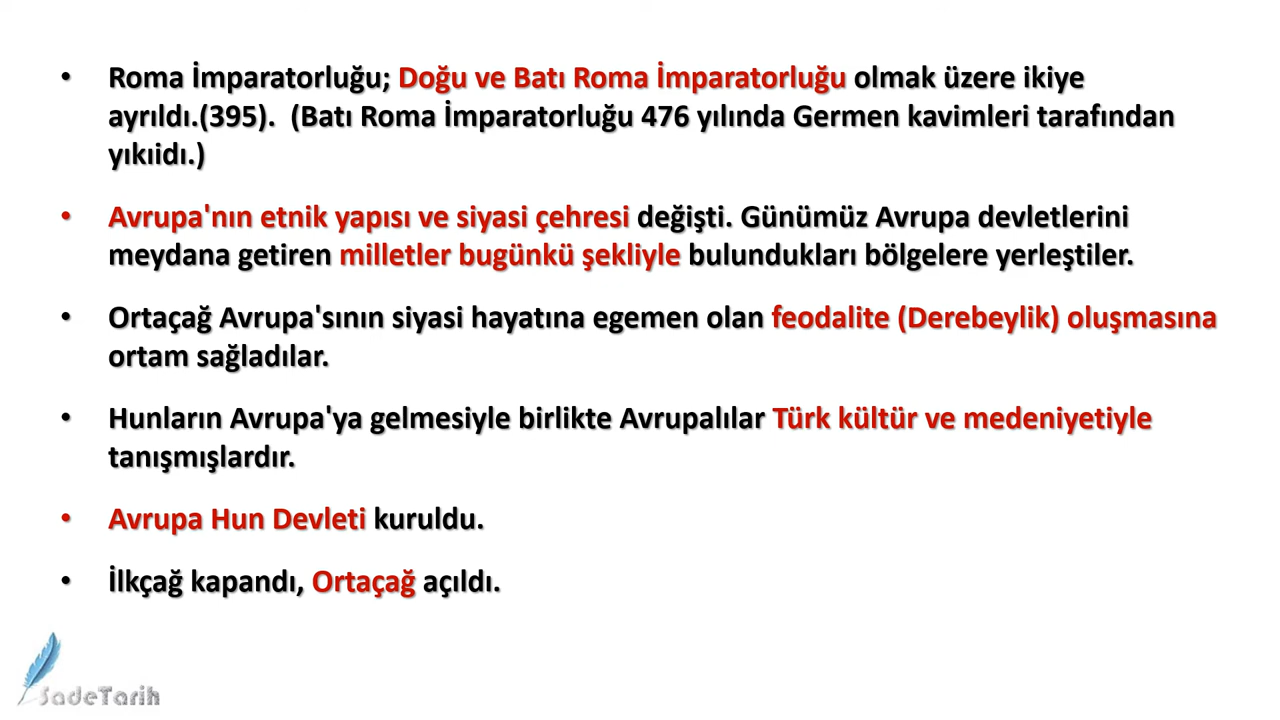 • Roma İmparatorluğu; Doğu ve Batı Roma İmparatorluğu olmak üzere ikiye
ayrıldı.(395). (Batı Roma İmparatorluğu 476 yılında Germen kavimleri tarafından
yıkıidı.)
• Avrupa'nın etnik yapısı ve siyasi çehresi değişti. Günümüz Avrupa devletlerini
meydana getiren milletler bugünkü şekliyle bulundukları bölgelere yerleştiler.
• Ortaçağ Avrupa'sının siyasi hayatına egemen olan feodalite (Derebeylik) oluşmasına
ortam sağladılar.
• Hunların Avrupa'ya gelmesiyle birlikte Avrupalılar Türk kültür ve medeniyetiyle
tanışmışlardır.
• Avrupa Hun Devleti kuruldu.
• İlkçağ kapandı, Ortaçağ açıldı.
SadeTarih